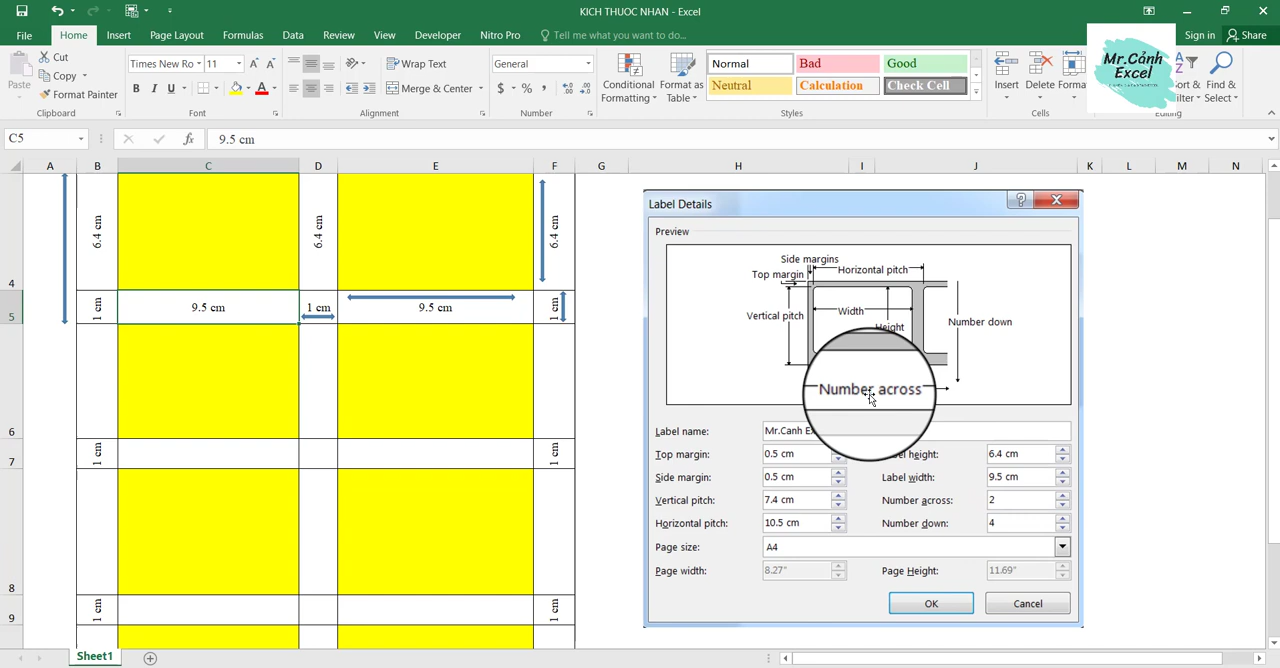 KICH THUOC NHAN - Excel
File Home Insert Page Layout Formulas Data Review View Developer Nitro Pro Tell me what you want to do... Sign in Share
Paste Cut Copy Format Painter Clipboard
Times New Ro 11 A A B I U A Font
Wrap Text Merge & Center Alignment
General $ % , Number
Conditional Formatting Format as Table
Normal Bad Good
Neutral Calculation Check Cell
Styles
Insert Delete Format Cells
Mr.Cảnh
Excel
Sort & Filter Find & Select
Editing
C5 fx 9.5 cm
A B C D E F G H I J K L M N
4 6.4 cm 6.4 cm 6.4 cm
5 1 cm 9.5 cm 1 cm 9.5 cm 1 cm
6
7 1 cm 1 cm
8
9 1 cm 1 cm
Label Details ?
Preview
Side margins
Top margin Horizontal pitch
Vertical pitch Width Number down
Height
Number across
Label name: Mr.Canh E
Top margin: 0.5 cm height: 6.4 cm
Side margin: 0.5 cm Label width: 9.5 cm
Vertical pitch: 7.4 cm Number across: 2
Horizontal pitch: 10.5 cm Number down: 4
Page size: A4
Page width: 8.27" Page Height: 11.69"
OK Cancel
Sheet1